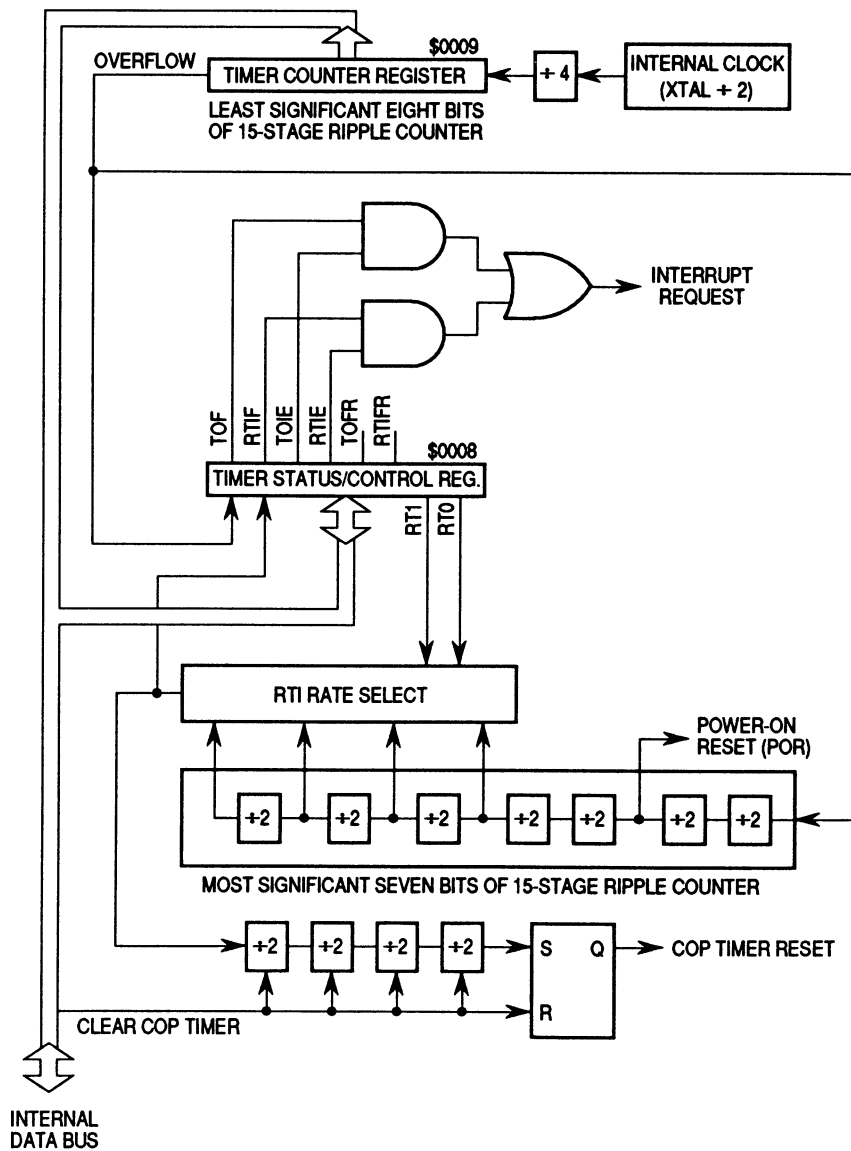 $0009
OVERFLOW
TIMER COUNTER REGISTER
÷ 4
INTERNAL CLOCK
(XTAL ÷ 2)
LEAST SIGNIFICANT EIGHT BITS
OF 15-STAGE RIPPLE COUNTER
INTERRUPT
REQUEST
TOF
RTIF
TOIE
RTIE
TOFR
RTIFR
$0008
TIMER STATUS/CONTROL REG.
RT1
RT0
RTI RATE SELECT
POWER-ON
RESET (POR)
÷2 ÷2 ÷2 ÷2 ÷2 ÷2 ÷2
MOST SIGNIFICANT SEVEN BITS OF 15-STAGE RIPPLE COUNTER
÷2 ÷2 ÷2 ÷2 S Q COP TIMER RESET
R
CLEAR COP TIMER
INTERNAL
DATA BUS